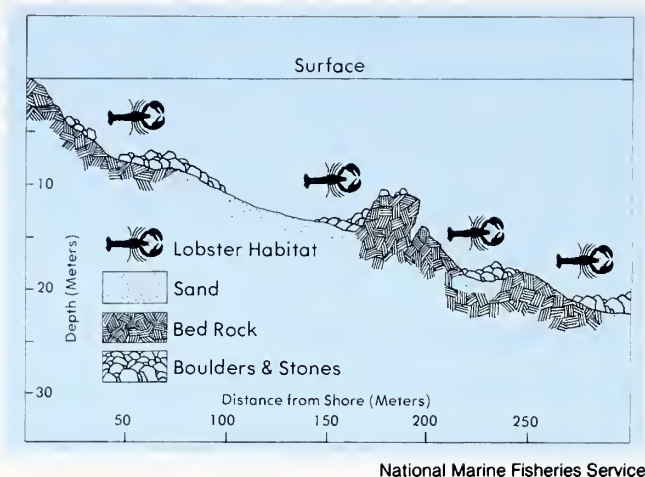 Surface
10
20
30
Depth (Meters)
Lobster Habitat
Sand
Bed Rock
Boulders & Stones
Distance from Shore (Meters)
50 100 150 200 250
National Marine Fisheries Service